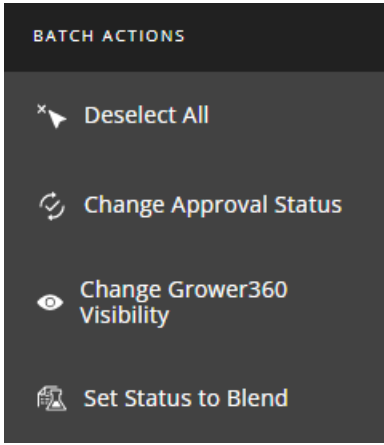 BATCH ACTIONS
Deselect All
Change Approval Status
Change Grower360
Visibility
Set Status to Blend